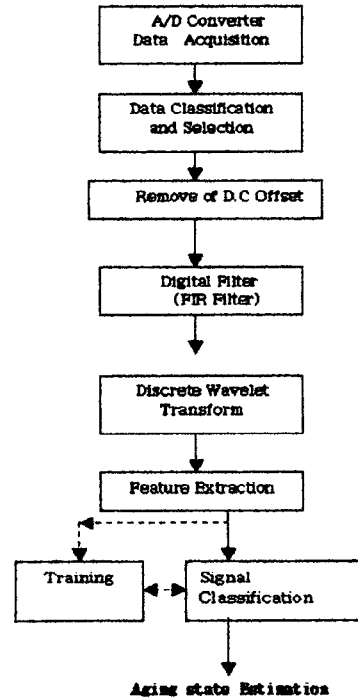 A/D Converter
Data Acquisition
Data Classification
and Selection
Remove of D.C Offset
Digital Filter
(FIR Filter)
Discrete Wavelet
Transform
Feature Extraction
Training
Signal
Classification
Aging state Estimation